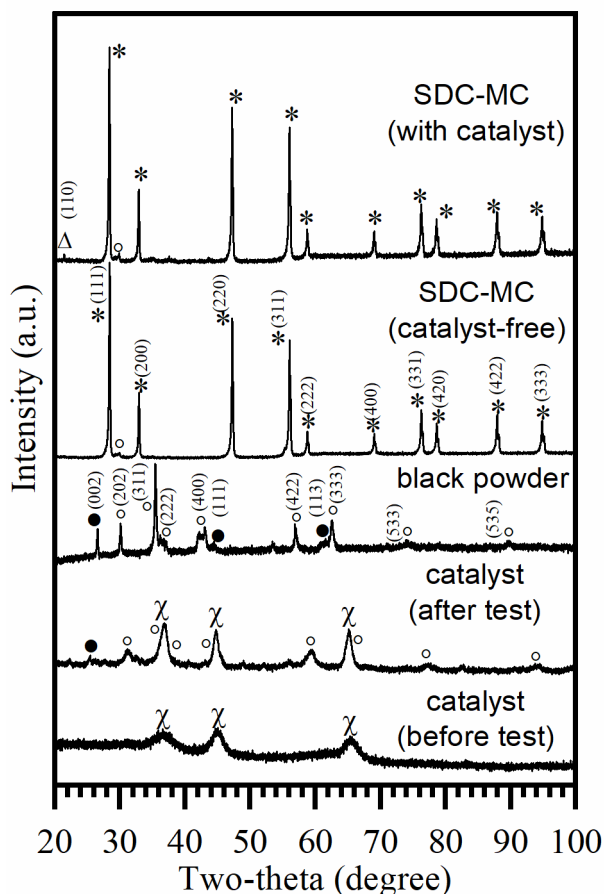 Intensity (a.u.)
SDC-MC
(with catalyst)
* * * * * * * * * *
Δ (110) ○
SDC-MC
(catalyst-free)
* (111)
○
* (200)
* (220)
* (311)
* (222)
* (400)
* (331)
* (420)
* (422)
* (333)
black powder
● (002)
○ (202)
○ (311)
○ (222)
○ (400)
● (111)
○ (422)
● (113)
○ (333)
(533) ○
(535) ○
catalyst
(after test)
● ○ ○ χ ○ ○ χ ○ χ ○ ○ ○
catalyst
(before test)
χ χ χ
20 30 40 50 60 70 80 90 100
Two-theta (degree)